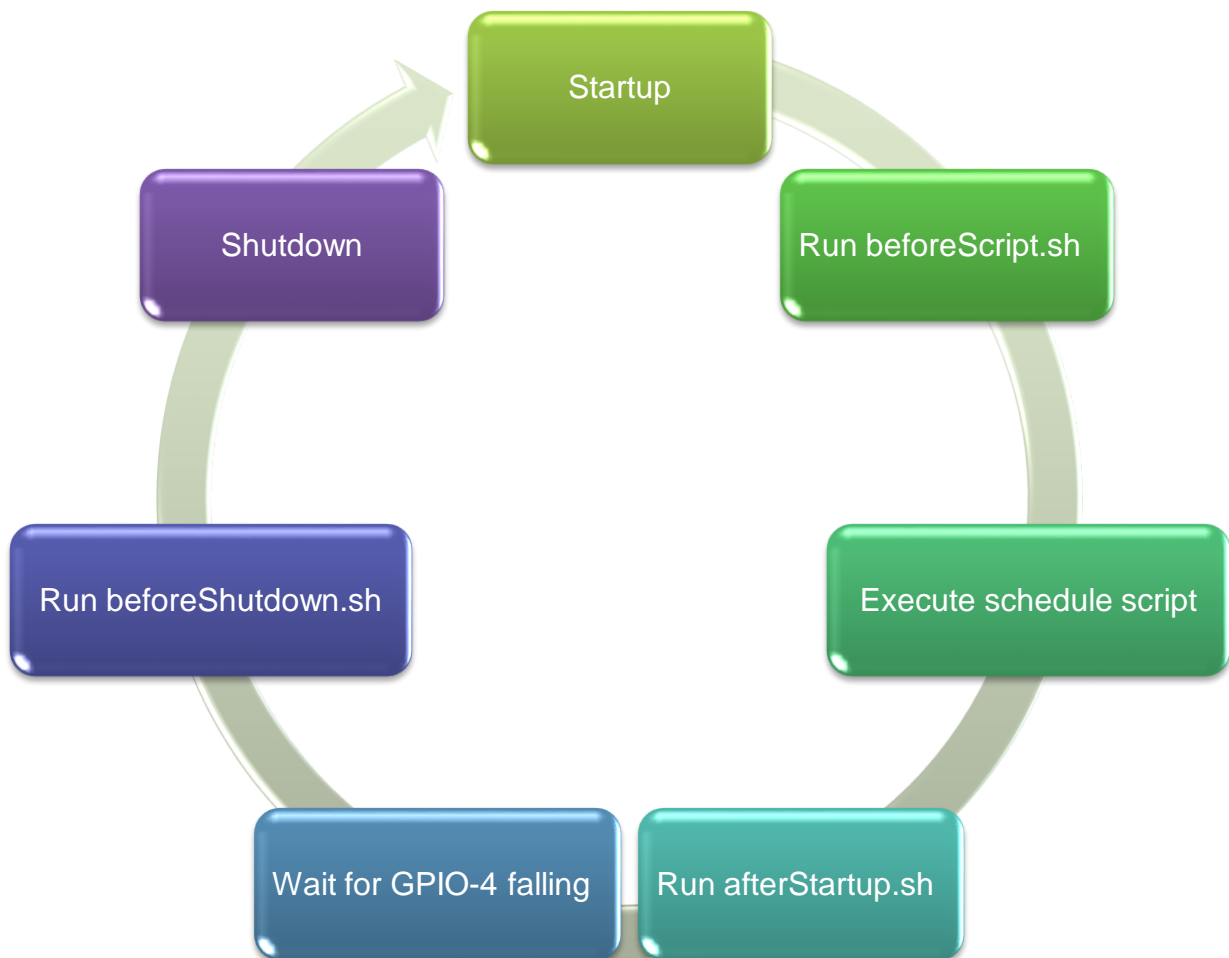 Startup
Run beforeScript.sh
Execute schedule script
Run afterStartup.sh
Wait for GPIO-4 falling
Run beforeShutdown.sh
Shutdown